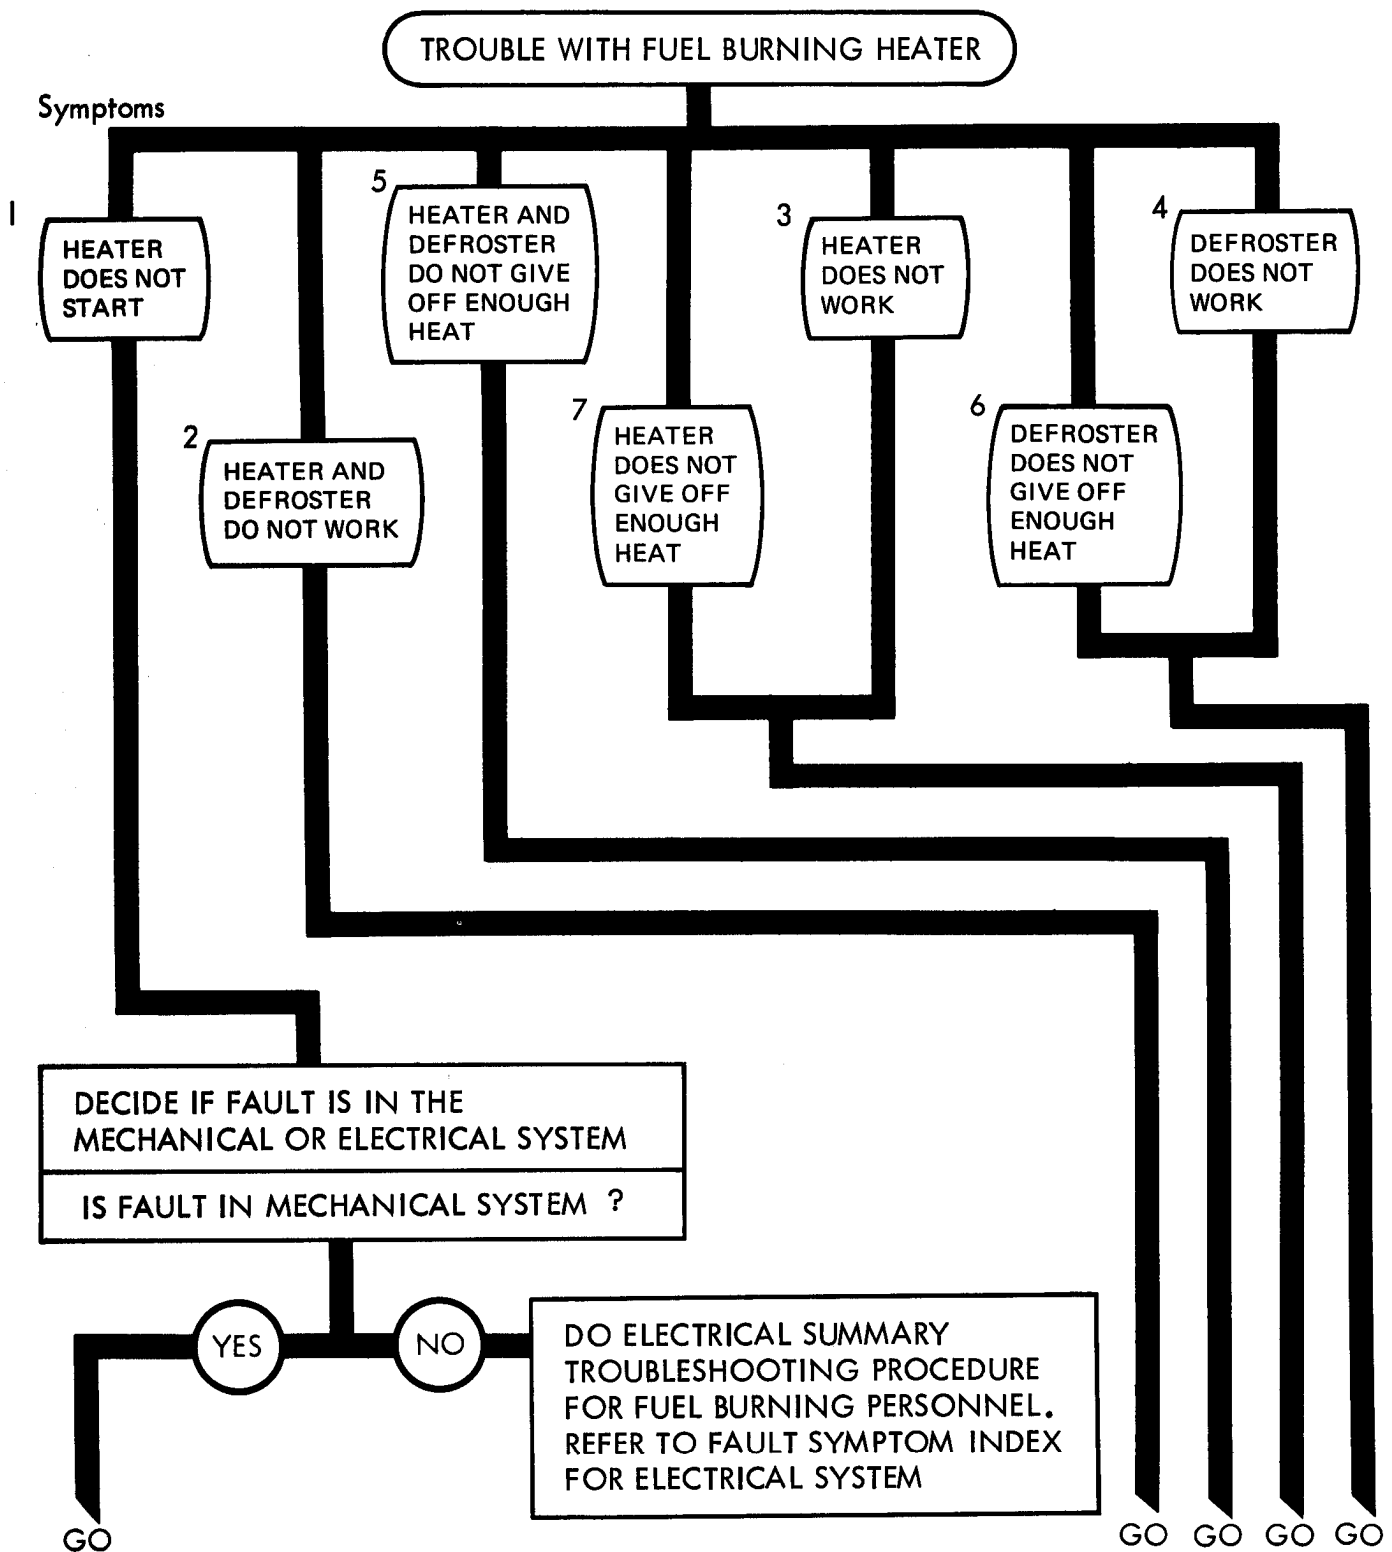 TROUBLE WITH FUEL BURNING HEATER
Symptoms
1
HEATER
DOES NOT
START
2
HEATER AND
DEFROSTER
DO NOT WORK
5
HEATER AND
DEFROSTER
DO NOT GIVE
OFF ENOUGH
HEAT
7
HEATER
DOES NOT
GIVE OFF
ENOUGH
HEAT
3
HEATER
DOES NOT
WORK
6
DEFROSTER
DOES NOT
GIVE OFF
ENOUGH
HEAT
4
DEFROSTER
DOES NOT
WORK
DECIDE IF FAULT IS IN THE
MECHANICAL OR ELECTRICAL SYSTEM
IS FAULT IN MECHANICAL SYSTEM ?
YES
NO
DO ELECTRICAL SUMMARY
TROUBLESHOOTING PROCEDURE
FOR FUEL BURNING PERSONNEL.
REFER TO FAULT SYMPTOM INDEX
FOR ELECTRICAL SYSTEM
GO
GO
GO
GO
GO